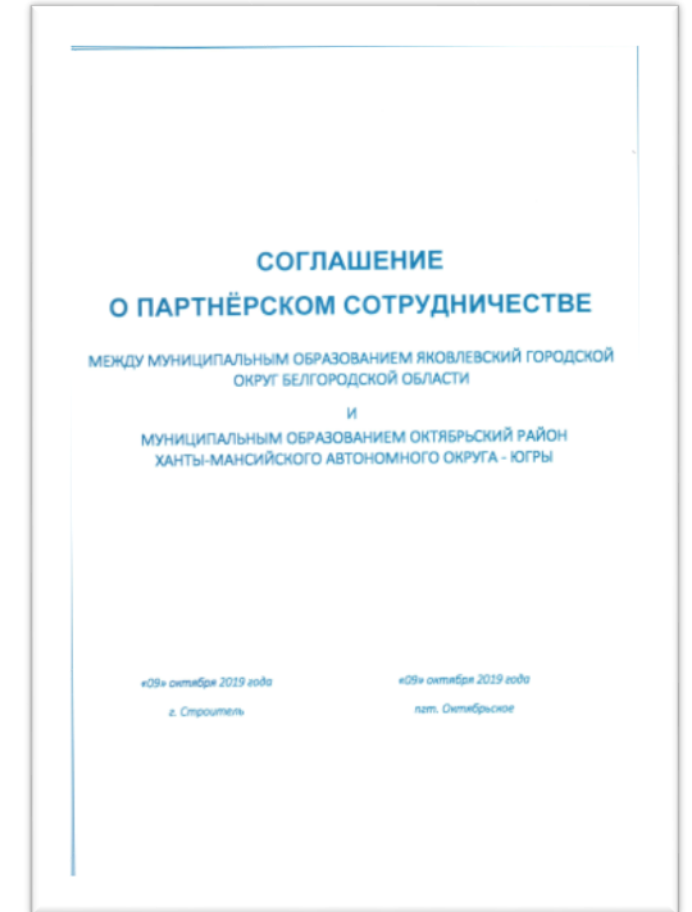 СОГЛАШЕНИЕ
О ПАРТНЁРСКОМ СОТРУДНИЧЕСТВЕ
МЕЖДУ МУНИЦИПАЛЬНЫМ ОБРАЗОВАНИЕМ ЯКОВЛЕВСКИЙ ГОРОДСКОЙ
ОКРУГ БЕЛГОРОДСКОЙ ОБЛАСТИ
И
МУНИЦИПАЛЬНЫМ ОБРАЗОВАНИЕМ ОКТЯБРЬСКИЙ РАЙОН
ХАНТЫ-МАНСИЙСКОГО АВТОНОМНОГО ОКРУГА - ЮГРЫ
«09» октября 2019 года «09» октября 2019 года
г. Строитель пгт. Октябрьское